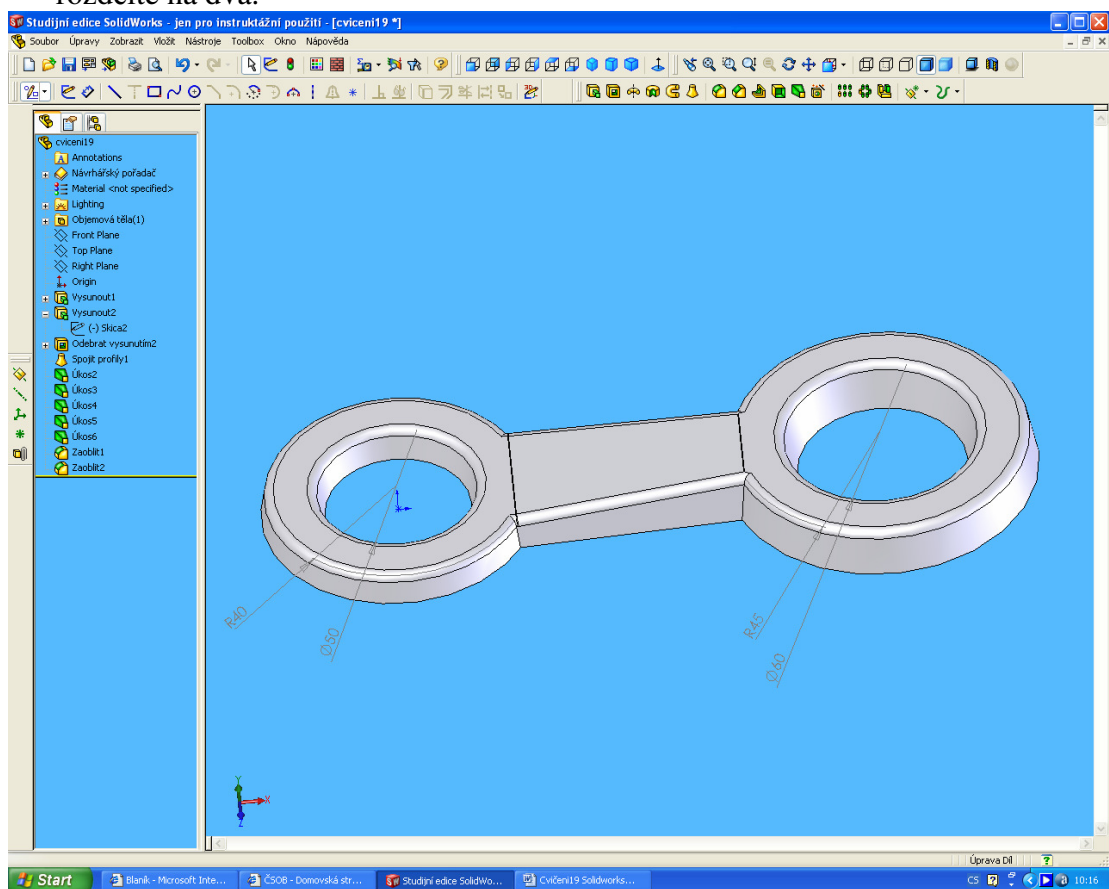 rozdělte na dva.
Studijní edice SolidWorks - jen pro instruktážní použití - [cviceni19 *]
Soubor Úpravy Zobrazit Vložit Nástroje Toolbox Okno Nápověda
cviceni19
Annotations
Návrhářský pořadač
Material <not specified>
Lighting
Objemová těla(1)
Front Plane
Top Plane
Right Plane
Origin
Vysunout1
Vysunout2
(-) Skica2
Odebrat vysunutím2
Spojit profily1
Úkos2
Úkos3
Úkos4
Úkos5
Úkos6
Zaoblit1
Zaoblit2
R40
Ø50
R45
Ø60
Y
X
Z
Úprava Díl
Start
Blaník - Microsoft Inte...
ČSOB - Domovská str...
Studijní edice SolidWo...
Cvičeni19 Solidworks...
CS
10:16